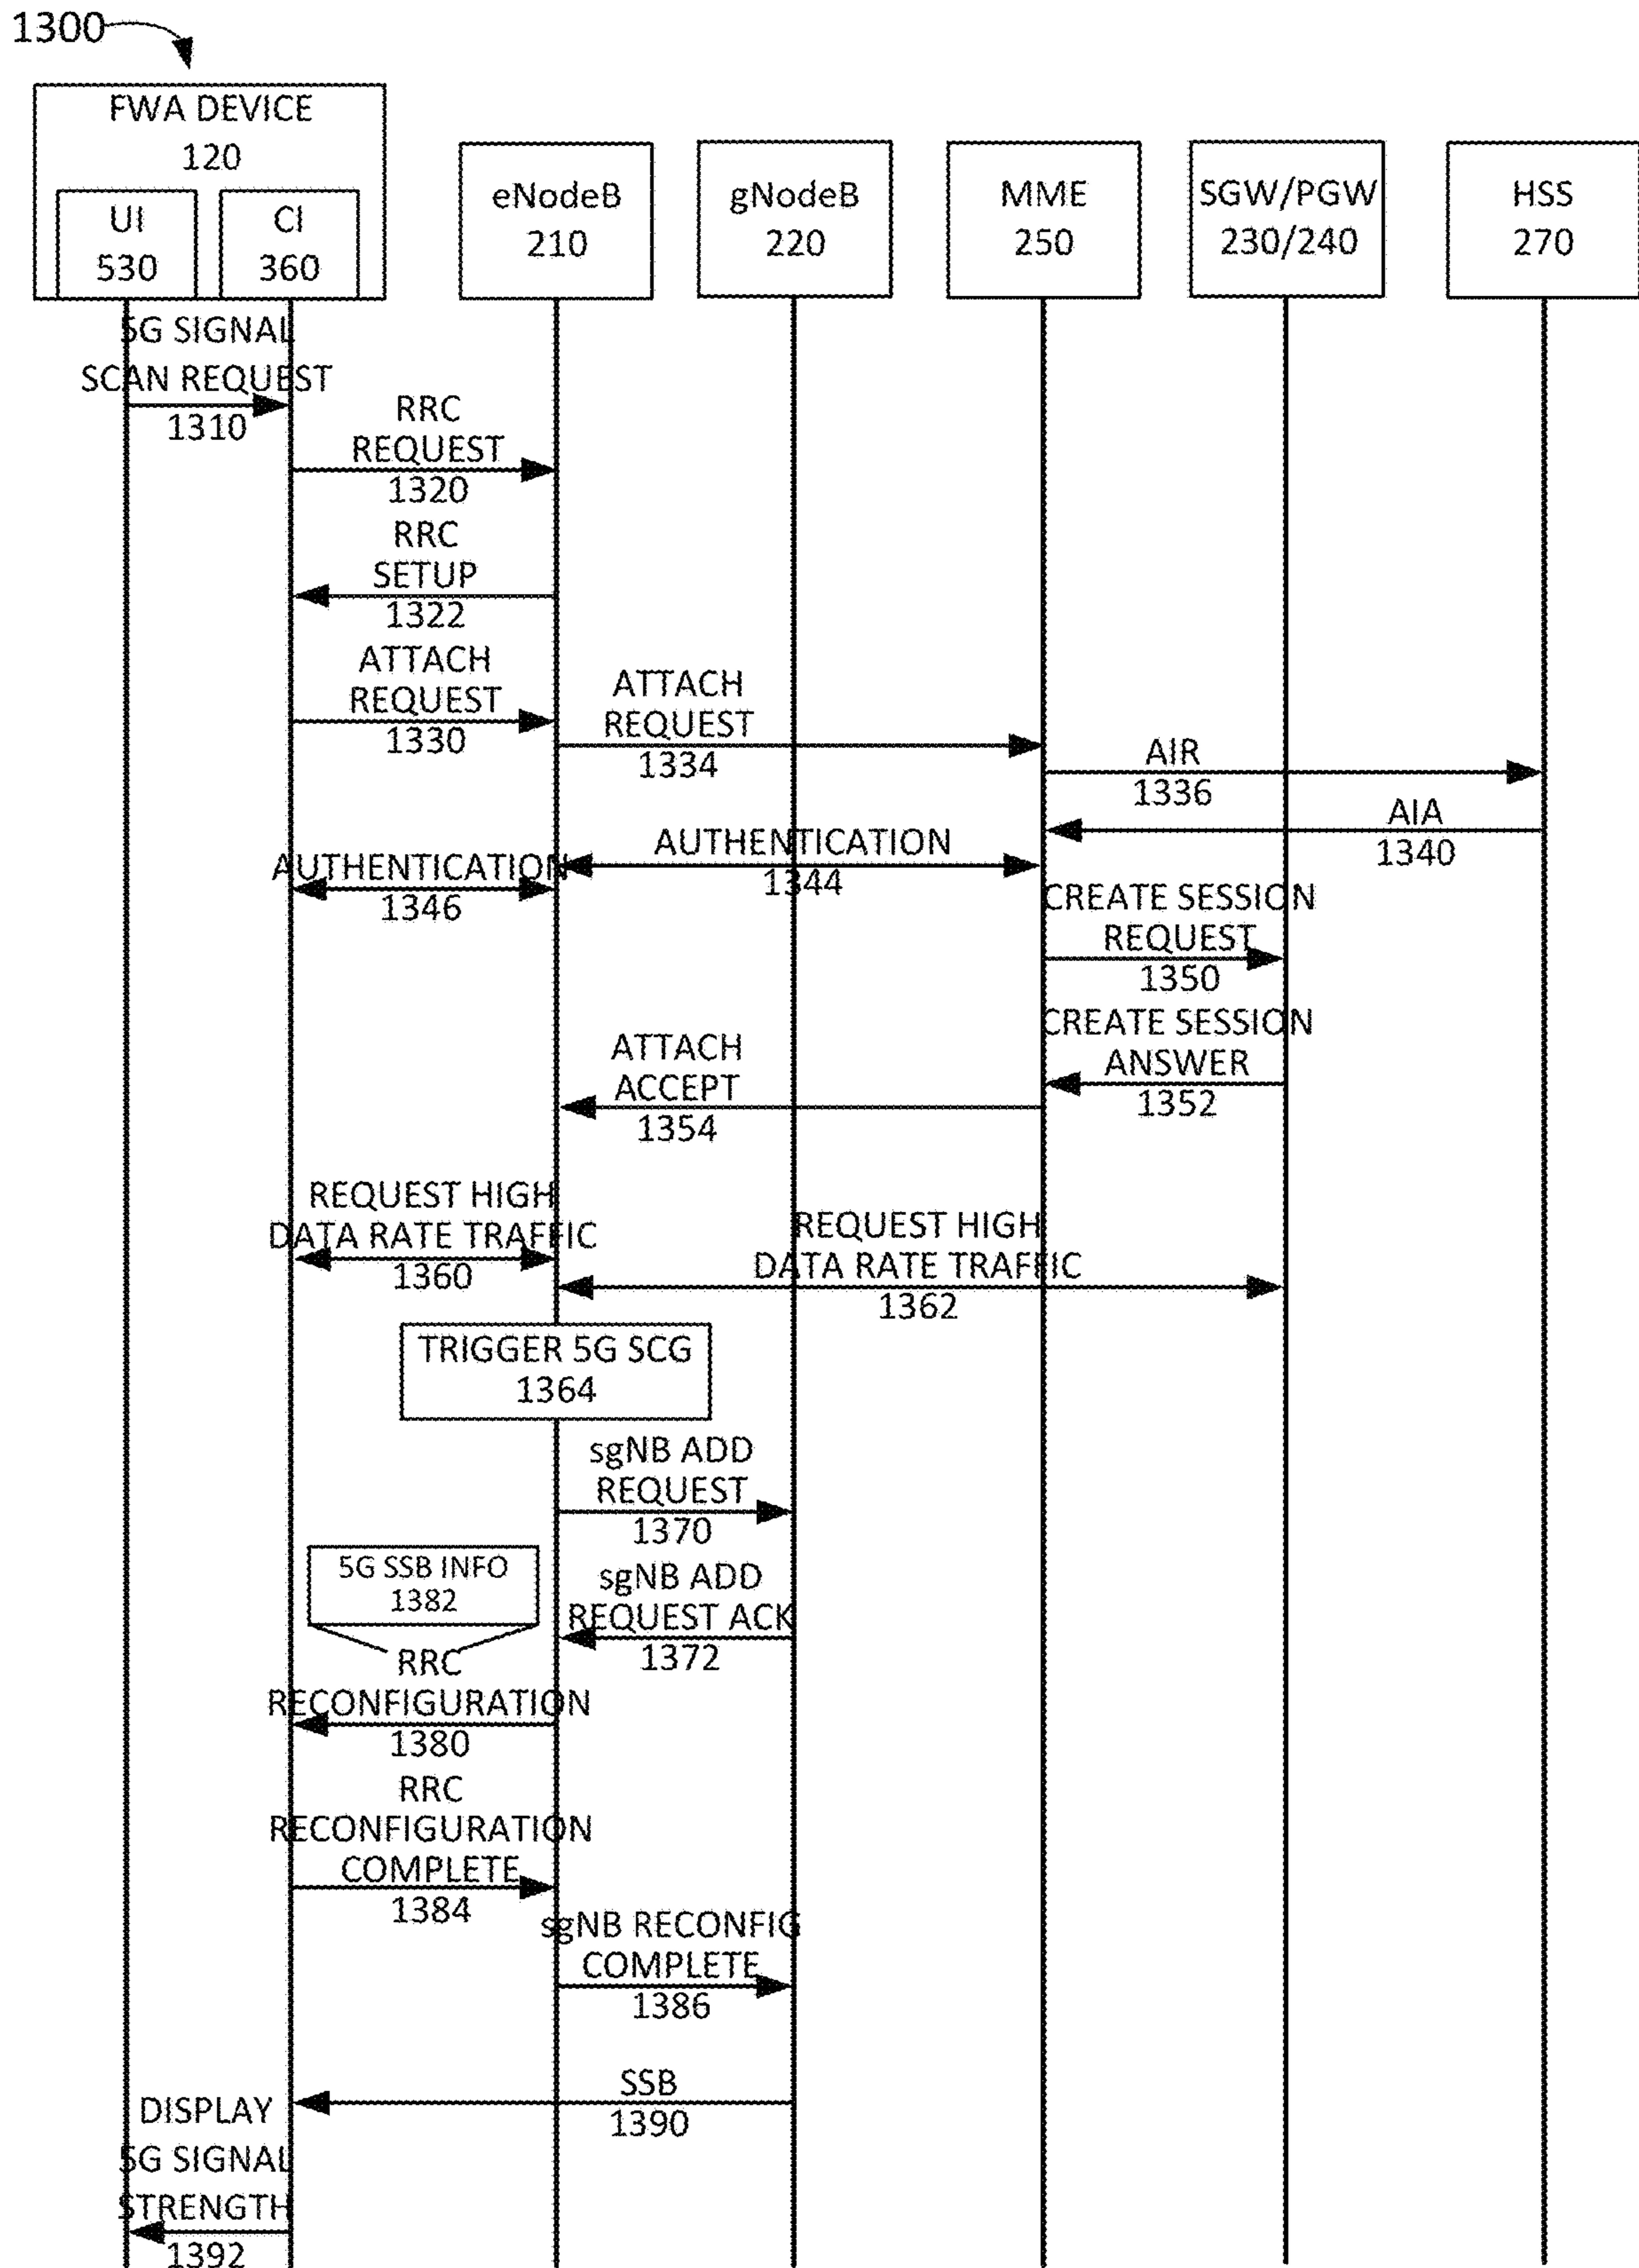 1300
FWA DEVICE
120
UI
530
CI
360
eNodeB
210
gNodeB
220
MME
250
SGW/PGW
230/240
HSS
270
5G SIGNAL
SCAN REQUEST
1310
RRC
REQUEST
1320
RRC
SETUP
1322
ATTACH
REQUEST
1330
ATTACH
REQUEST
1334
AIR
1336
AIA
1340
AUTHENTICATION
1344
AUTHENTICATION
1346
CREATE SESSION
REQUEST
1350
CREATE SESSION
ANSWER
1352
ATTACH
ACCEPT
1354
REQUEST HIGH
DATA RATE TRAFFIC
1360
REQUEST HIGH
DATA RATE TRAFFIC
1362
TRIGGER 5G SCG
1364
sgNB ADD
REQUEST
1370
sgNB ADD
REQUEST ACK
1372
5G SSB INFO
1382
RRC
RECONFIGURATION
1380
RRC
RECONFIGURATION
COMPLETE
1384
sgNB RECONFIG
COMPLETE
1386
SSB
1390
DISPLAY
5G SIGNAL
STRENGTH
1392